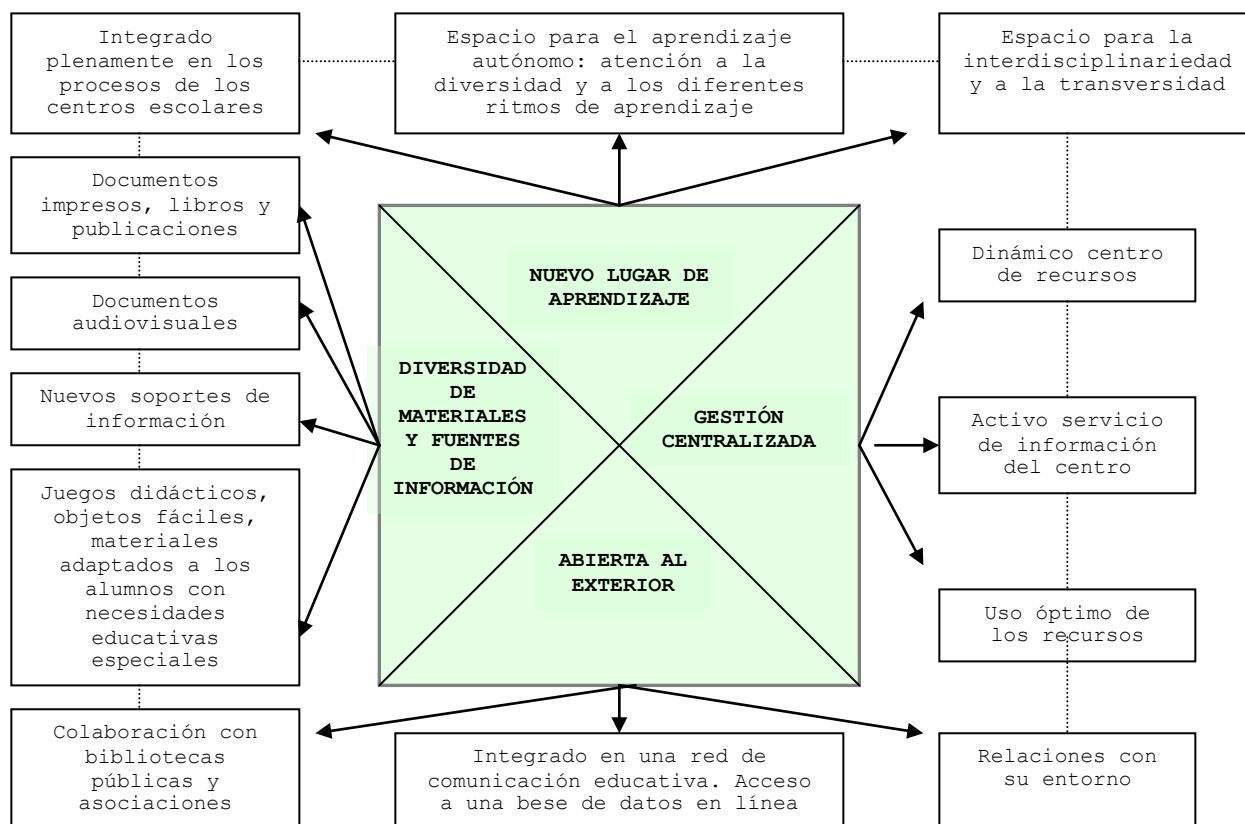 Integrado
plenamente en los
procesos de los
centros escolares
Espacio para el aprendizaje
autónomo: atención a la
diversidad y a los diferentes
ritmos de aprendizaje
Espacio para la
interdisciplinariedad
y a la transversidad
Documentos
impresos, libros y
publicaciones
Documentos
audiovisuales
Nuevos soportes de
información
Juegos didácticos,
objetos fáciles,
materiales
adaptados a los
alumnos con
necesidades
educativas
especiales
NUEVO LUGAR DE
APRENDIZAJE
DIVERSIDAD
DE
MATERIALES
Y FUENTES
DE
INFORMACIÓN
GESTIÓN
CENTRALIZADA
ABIERTA AL
EXTERIOR
Dinámico centro
de recursos
Activo servicio
de información
del centro
Uso óptimo de
los recursos
Colaboración con
bibliotecas
públicas y
asociaciones
Integrado en una red de
comunicación educativa. Acceso
a una bese de datos en línea
Relaciones con
su entorno